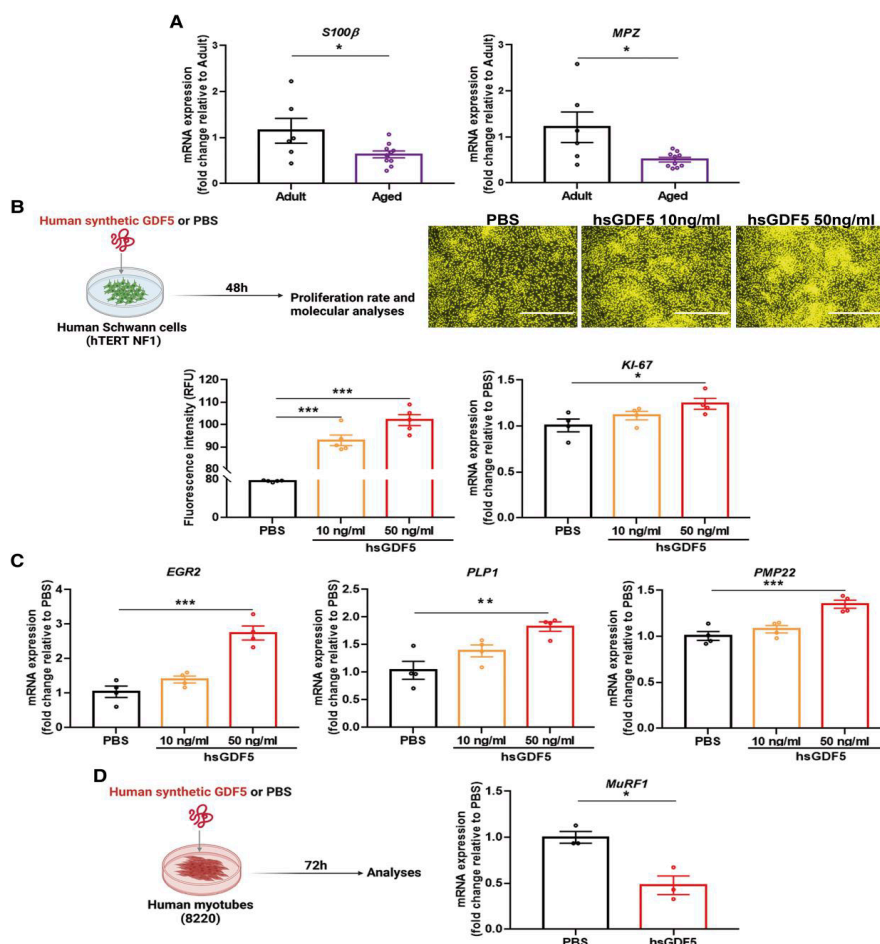 A
S100β
*
mRNA expression
(fold change relative to Adult)
3
2
1
0
Adult
Aged
MPZ
*
mRNA expression
(fold change relative to Adult)
3
2
1
0
Adult
Aged
B
Human synthetic GDF5 or PBS
48h
Proliferation rate and
molecular analyses
Human Schwann cells
(hTERT NF1)
PBS
hsGDF5 10ng/ml
hsGDF5 50ng/ml
Fluorescence intensity (RFU)
120
110
100
90
80
80
0
***
***
PBS
10 ng/ml
50 ng/ml
hsGDF5
KI-67
*
mRNA expression
(fold change relative to PBS)
1.5
1.0
0.5
0.0
PBS
10 ng/ml
50 ng/ml
hsGDF5
C
EGR2
***
mRNA expression
(fold change relative to PBS)
4
3
2
1
0
PBS
10 ng/ml
50 ng/ml
hsGDF5
PLP1
**
mRNA expression
(fold change relative to PBS)
2.5
2.0
1.5
1.0
0.5
0.0
PBS
10 ng/ml
50 ng/ml
hsGDF5
PMP22
***
mRNA expression
(fold change relative to PBS)
1.5
1.0
0.5
0.0
PBS
10 ng/ml
50 ng/ml
hsGDF5
D
Human synthetic GDF5 or PBS
72h
Analyses
Human myotubes
(8220)
MuRF1
*
mRNA expression
(fold change relative to PBS)
1.5
1.0
0.5
0.0
PBS
hsGDF5